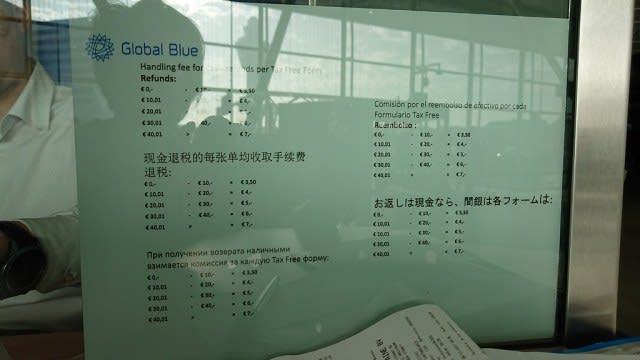 Global Blue
Handling fee for per Tax Free Form
Refunds:
€ 0,- - = € 3,50
€ 10,01 - = € 4,-
€ 20,01 - = € 5,-
€ 30,01 - 40,- = € 6,-
€ 40,01 » = € 7,-
现金退税的每张单均收取手续费
退税:
€ 0,- - € 10,- = € 3,50
€ 10,01 - € 20,- = € 4,-
€ 20,01 - € 30,- = € 5,-
€ 30,01 - € 40,- = € 6,-
€ 40,01 » = € 7,-
При получении возврата наличными
взимается комиссия за каждую Tax Free форму:
€ 0,- - € 10,- = € 3,50
€ 10,01 - € 20,- = € 4,-
€ 20,01 - € 30,- = € 5,-
€ 30,01 - € 40,- = € 6,-
€ 40,01 » = € 7,-
Comisión por el reembolso de efectivo por cada
Formulario Tax Free
Reembolso :
€ 0,- - € 10,- = € 3,50
€ 10,01 - € 20,- = € 4,-
€ 20,01 - € 30,- = € 5,-
€ 30,01 - € 40,- = € 6,-
€ 40,01 » = € 7,-
お返しは現金なら、間銀は各フォームは:
€ 0,- - € 10,- = € 3,50
€ 10,01 - € 20,- = € 4,-
€ 20,01 - € 30,- = € 5,-
€ 30,01 - € 40,- = € 6,-
€ 40,01 » = € 7,-